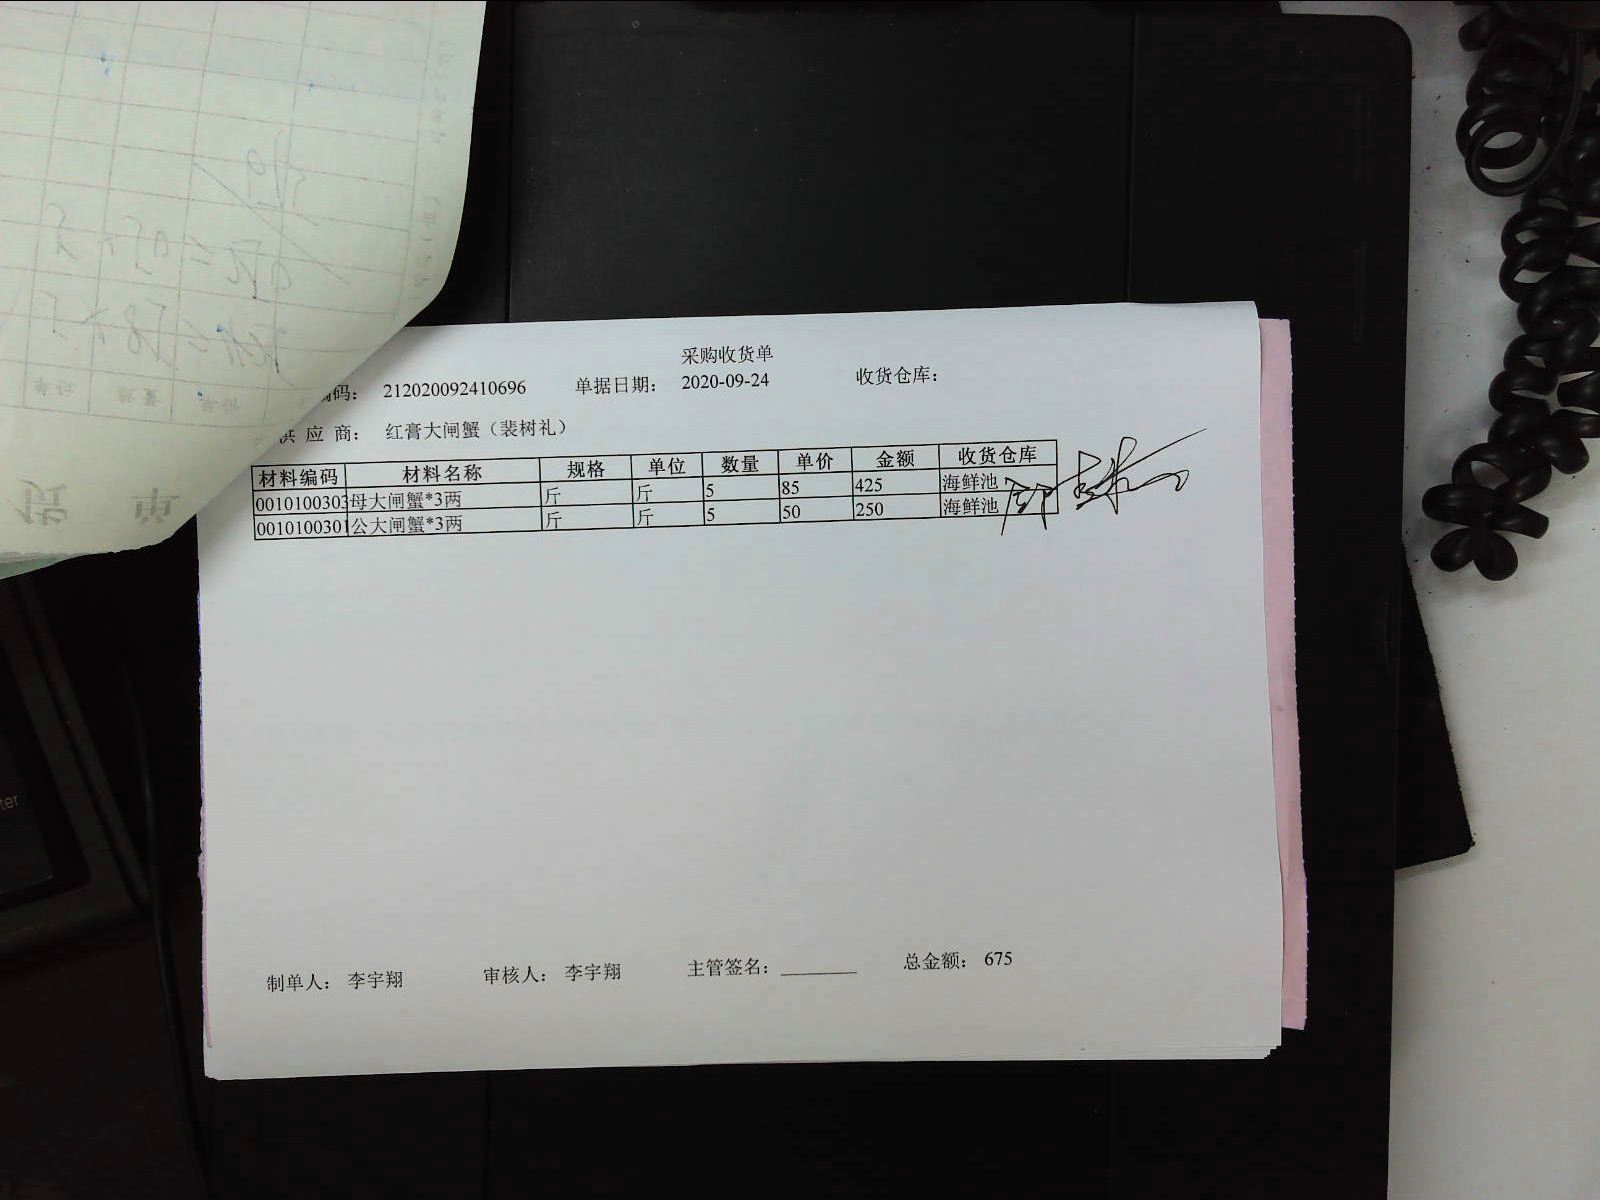 采购收货单
编码： 212020092410696 单据日期： 2020-09-24 收货仓库：
供 应 商： 红膏大闸蟹（裴树礼）
材料编码 材料名称 规格 单位 数量 单价 金额 收货仓库
0010100303 母大闸蟹*3两 斤 斤 5 85 425 海鲜池
0010100301 公大闸蟹*3两 斤 斤 5 50 250 海鲜池
制单人： 李宇翔 审核人： 李宇翔 主管签名： 总金额： 675